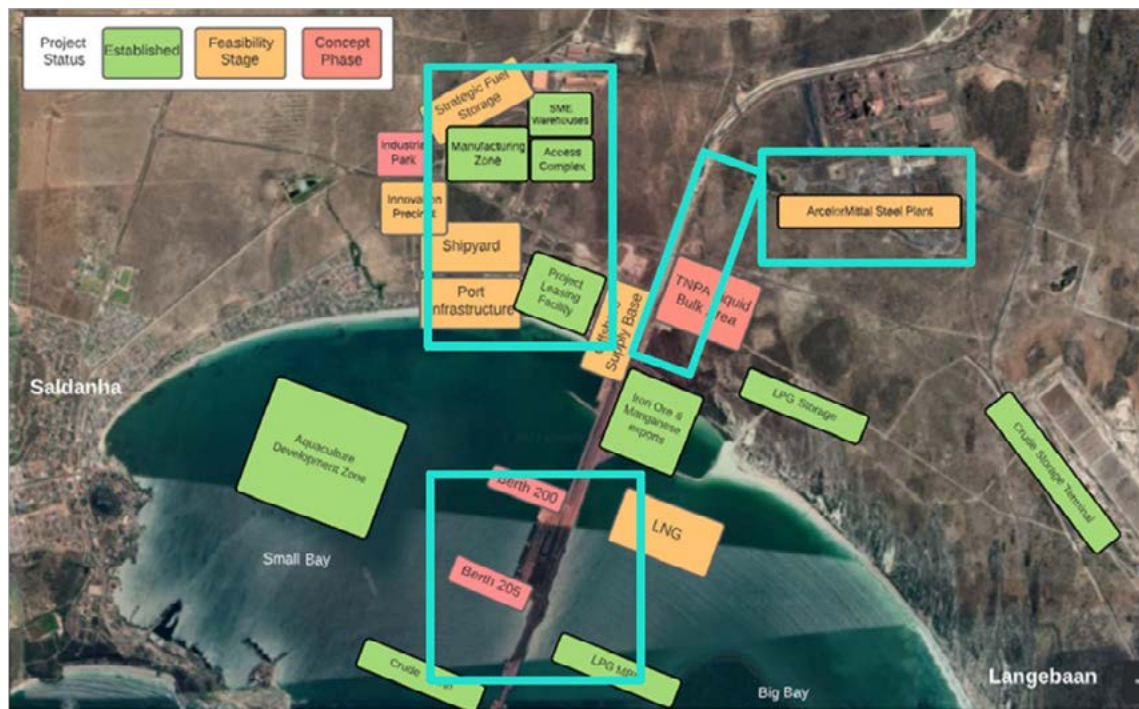 Project
Status
Established
Feasibility
Stage
Concept
Phase
Strategic Fuel
Storage
SME
Warehouses
Industrial
Park
Manufacturing
Zone
Access
Complex
Innovation
Precinct
ArcelorMittal Steel Plant
Shipyard
Project
Leasing
Facility
Port
Infrastructure
Supply Base
TNPA Liquid
Bulk Area
Saldanha
Iron Ore &
Manganese
exports
LPG Storage
Aquaculture
Development Zone
Crude Storage Terminal
Berth 200
LNG
Small Bay
Berth 205
Crude
LPG
Langebaan
Big Bay